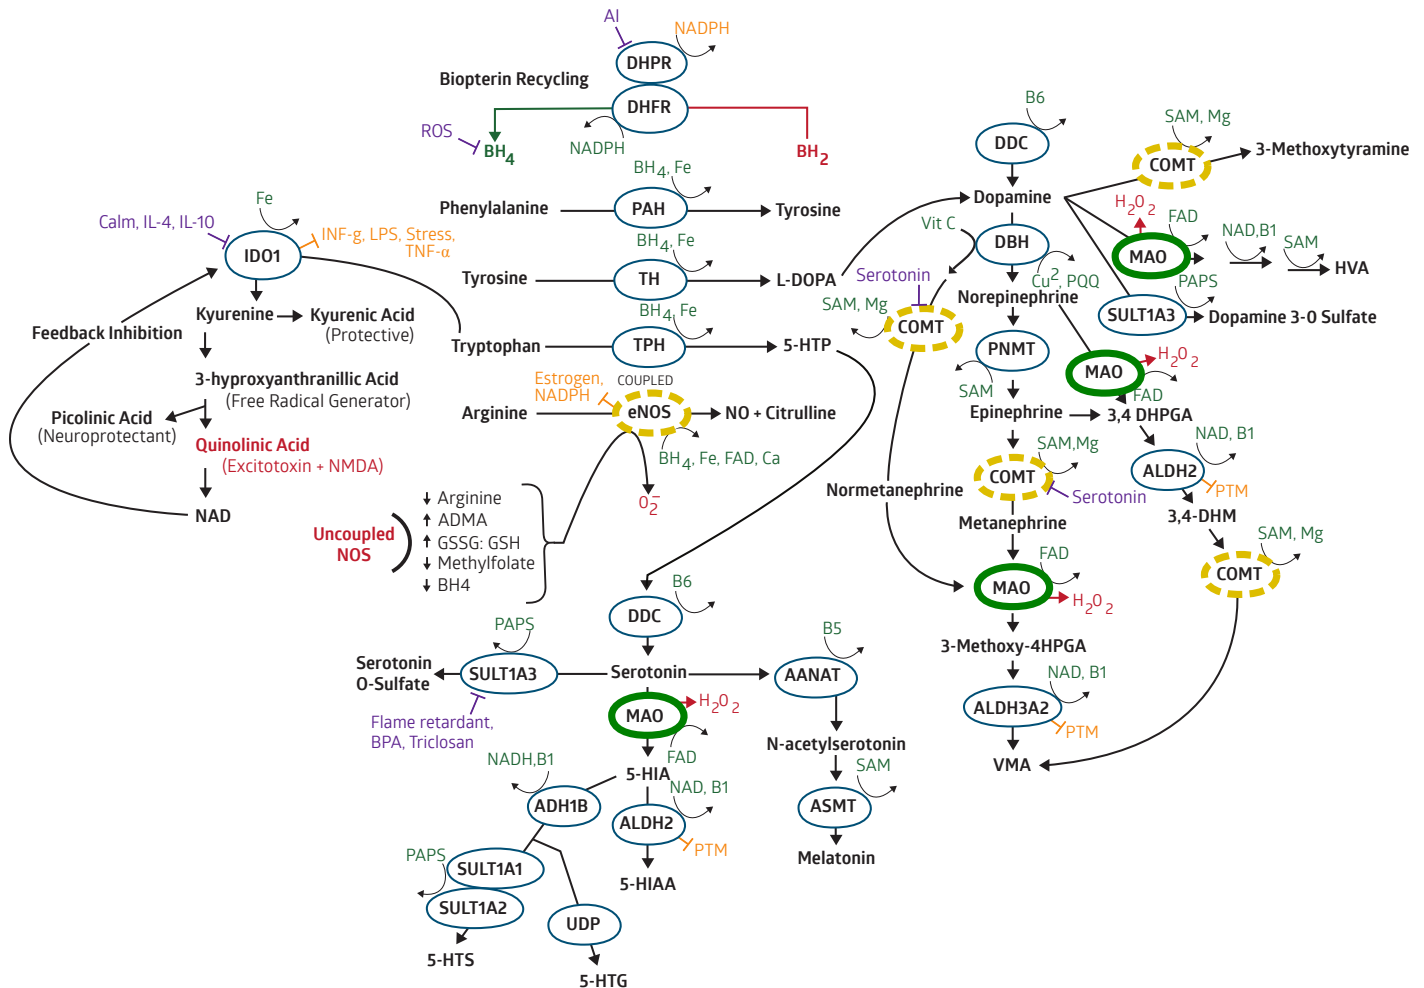 AI
NADPH
DHPR
Biopterin Recycling
DHFR
ROS
BH4
NADPH
BH2
BH4, Fe
Phenylalanine
PAH
Tyrosine
BH4, Fe
Tyrosine
TH
L-DOPA
BH4, Fe
Tryptophan
TPH
5-HTP
COUPLED
Estrogen,
NADPH
Arginine
eNOS
NO + Citrulline
BH4, Fe, FAD, Ca
O2-
Fe
Calm, IL-4, IL-10
INF-g, LPS, Stress,
TNF-α
IDO1
Kyurenine
Kyurenic Acid
(Protective)
Feedback Inhibition
3-hyproxyanthranillic Acid
(Free Radical Generator)
Picolinic Acid
(Neuroprotectant)
Quinolinic Acid
(Excitotoxin + NMDA)
NAD
Uncoupled
NOS
Arginine
ADMA
GSSG: GSH
Methylfolate
BH4
B6
DDC
PAPS
Serotonin
O-Sulfate
SULT1A3
Serotonin
Flame retardant,
BPA, Triclosan
MAO
H2O2
FAD
NADH,B1
5-HIA
NAD, B1
ADH1B
ALDH2
PTM
5-HIAA
PAPS
SULT1A1
SULT1A2
UDP
5-HTS
5-HTG
B5
AANAT
N-acetylserotonin
SAM
ASMT
Melatonin
B6
DDC
SAM, Mg
COMT
3-Methoxytyramine
Dopamine
H2O2
FAD
Vit C
DBH
MAO
NAD,B1
SAM
HVA
Serotonin
Cu2, PQQ
PAPS
SAM, Mg
Norepinephrine
COMT
SULT1A3
Dopamine 3-O Sulfate
PNMT
SAM
MAO
H2O2
FAD
Epinephrine
3,4 DHPGA
SAM,Mg
NAD, B1
COMT
ALDH2
Serotonin
PTM
Normetanephrine
Metanephrine
3,4-DHM
SAM, Mg
FAD
COMT
MAO
H2O2
3-Methoxy-4HPGA
NAD, B1
ALDH3A2
PTM
VMA